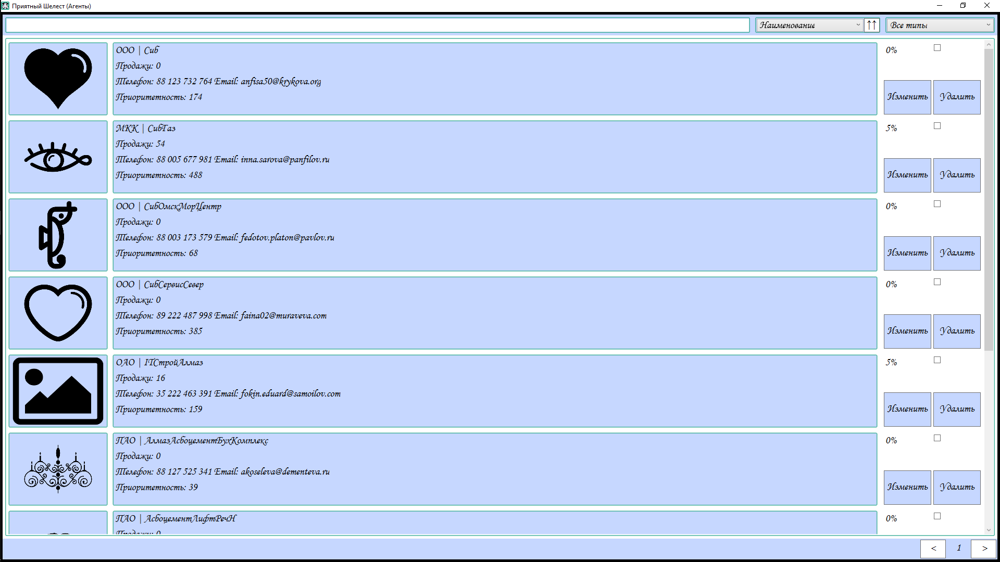 Приятный Шелест (Агенты)
Наименование
Все типы
ООО | Сиб
Продажи: 0
Телефон: 88 123 732 764 Email: anfisa50@krykova.org
Приоритетность: 174
0%
Изменить Удалить
МКК | СибГаз
Продажи: 54
Телефон: 88 005 677 981 Email: inna.sarova@panfilov.ru
Приоритетность: 488
5%
Изменить Удалить
ООО | СибОмскМорЦентр
Продажи: 0
Телефон: 88 003 173 579 Email: fedotov.platon@pavlov.ru
Приоритетность: 68
0%
Изменить Удалить
ООО | СибСервисСевер
Продажи: 0
Телефон: 89 222 487 998 Email: faina02@muraveva.com
Приоритетность: 385
0%
Изменить Удалить
ОАО | ITСтройАлмаз
Продажи: 16
Телефон: 35 222 463 391 Email: fokin.eduard@samoilov.com
Приоритетность: 159
5%
Изменить Удалить
ПАО | АлмазАсбоцементБухКомплекс
Продажи: 0
Телефон: 88 127 525 341 Email: akoseleva@dementeva.ru
Приоритетность: 39
0%
Изменить Удалить
ПАО | АсбоцементЛифтРечН
Продажи: 0
0%
< 1 >